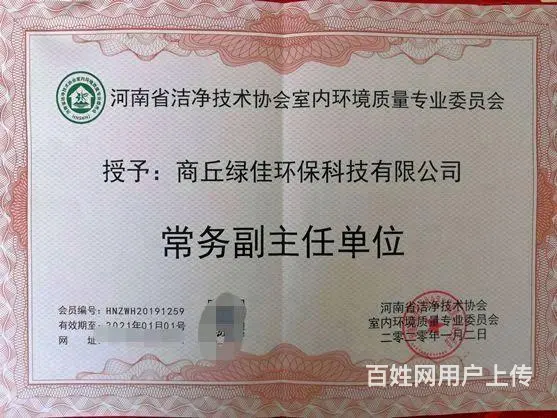 河南省洁净技术协会室内环境质量专业委员会
授予：商丘绿佳环保科技有限公司
常务副主任单位
会员编号：HNZWH20191259
有效期至：2021年01月01号
网 址：
河南省洁净技术协会
室内环境质量专业委员会
二〇二〇年一月二日
百姓网用户上传